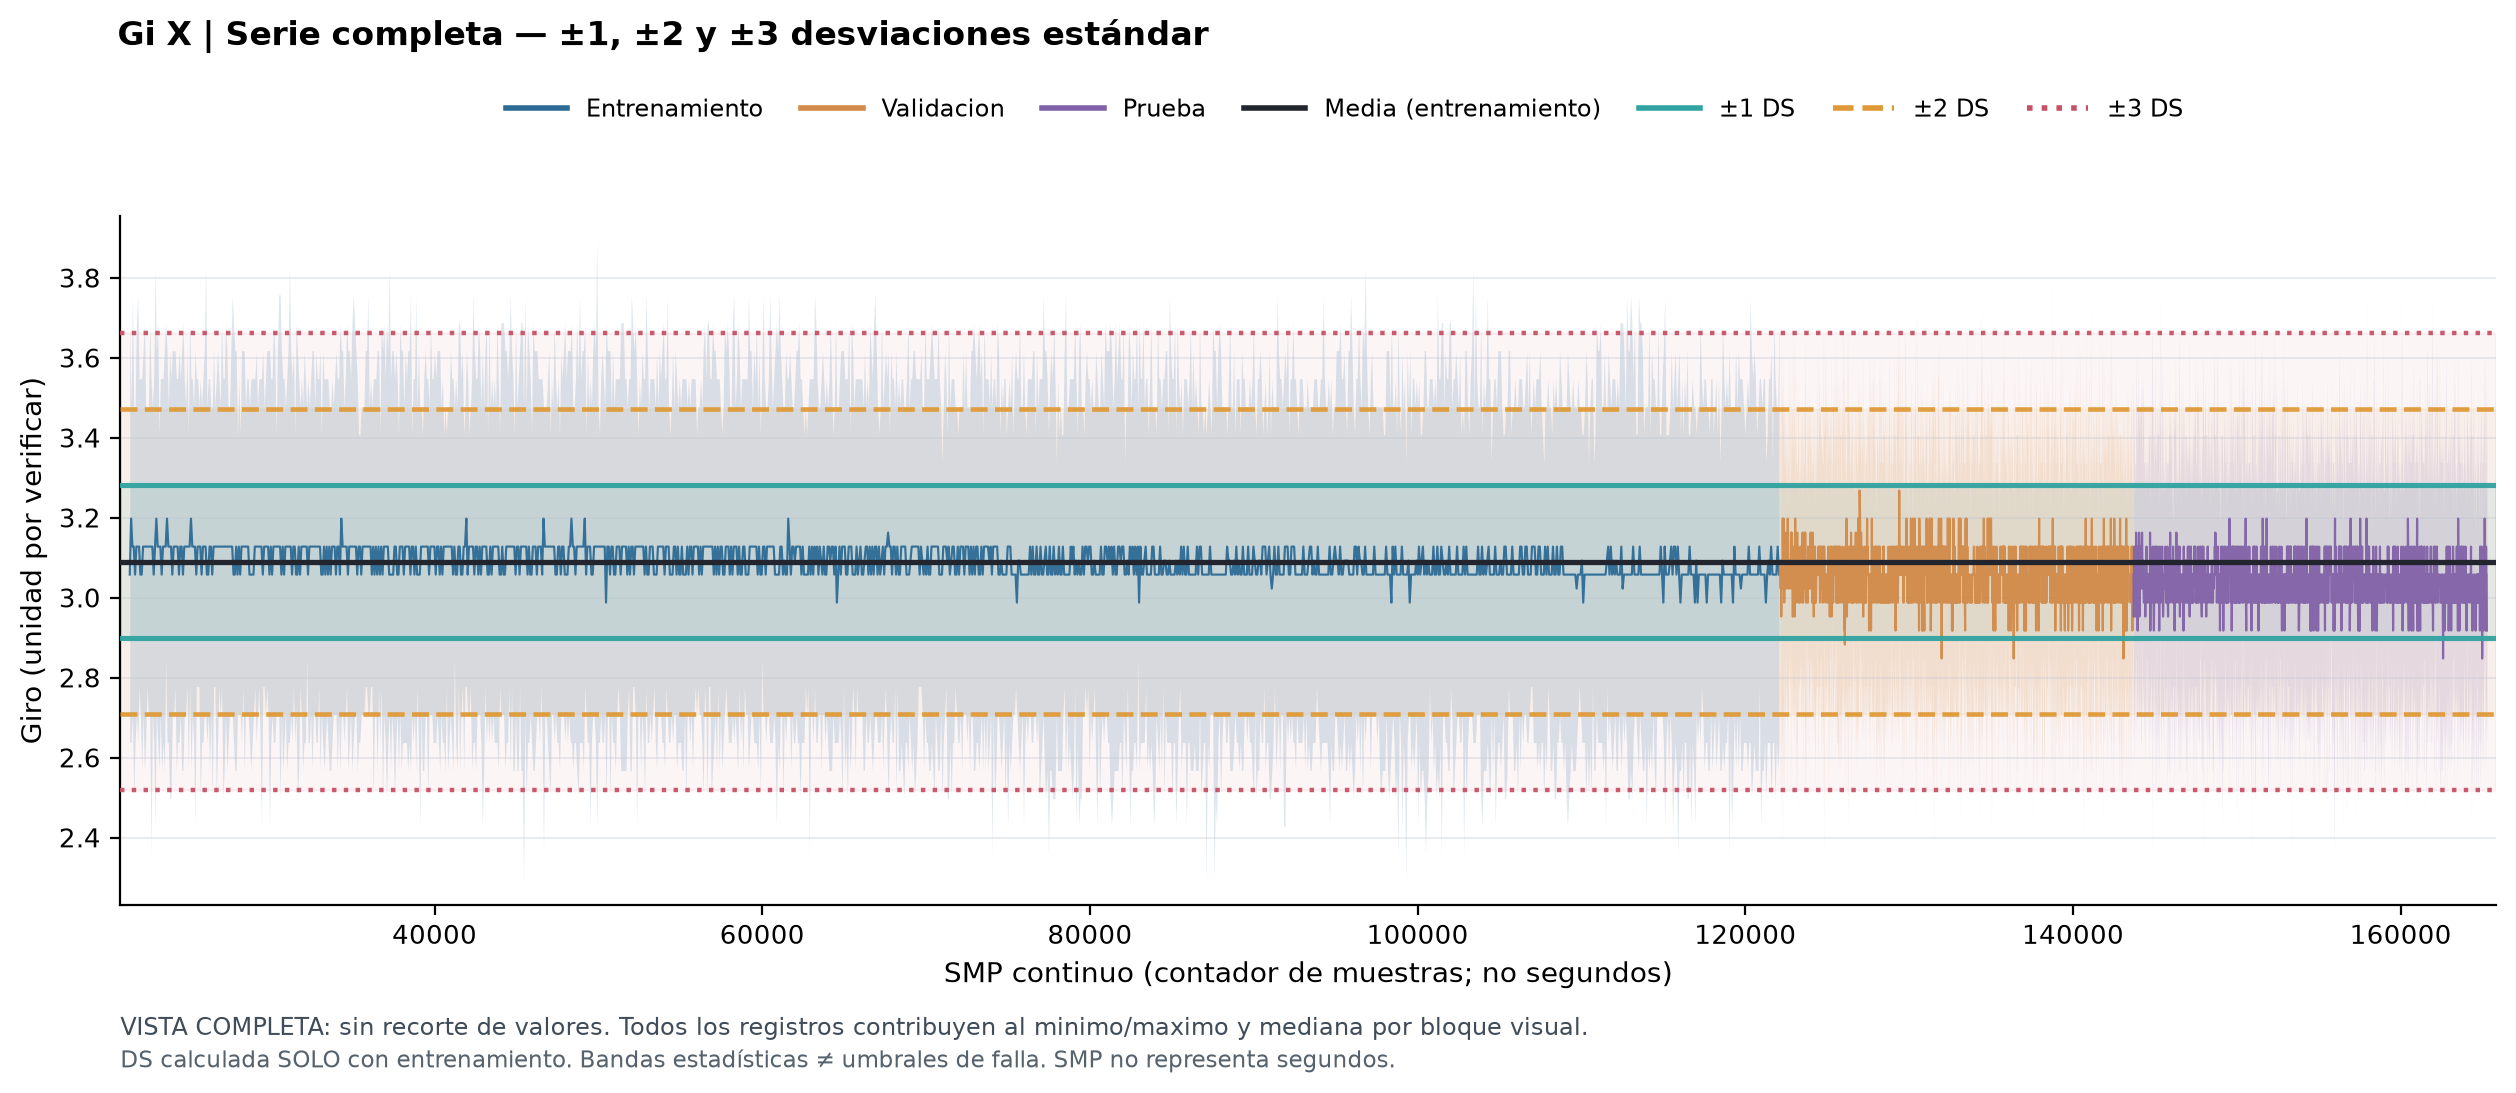 Gi X | Serie completa — ±1, ±2 y ±3 desviaciones estándar
Entrenamiento Validacion Prueba Media (entrenamiento) ±1 DS ±2 DS ±3 DS
Giro (unidad por verificar)
3.8
3.6
3.4
3.2
3.0
2.8
2.6
2.4
40000 60000 80000 100000 120000 140000 160000
SMP continuo (contador de muestras; no segundos)
VISTA COMPLETA: sin recorte de valores. Todos los registros contribuyen al minimo/maximo y mediana por bloque visual.
DS calculada SOLO con entrenamiento. Bandas estadísticas ≠ umbrales de falla. SMP no representa segundos.